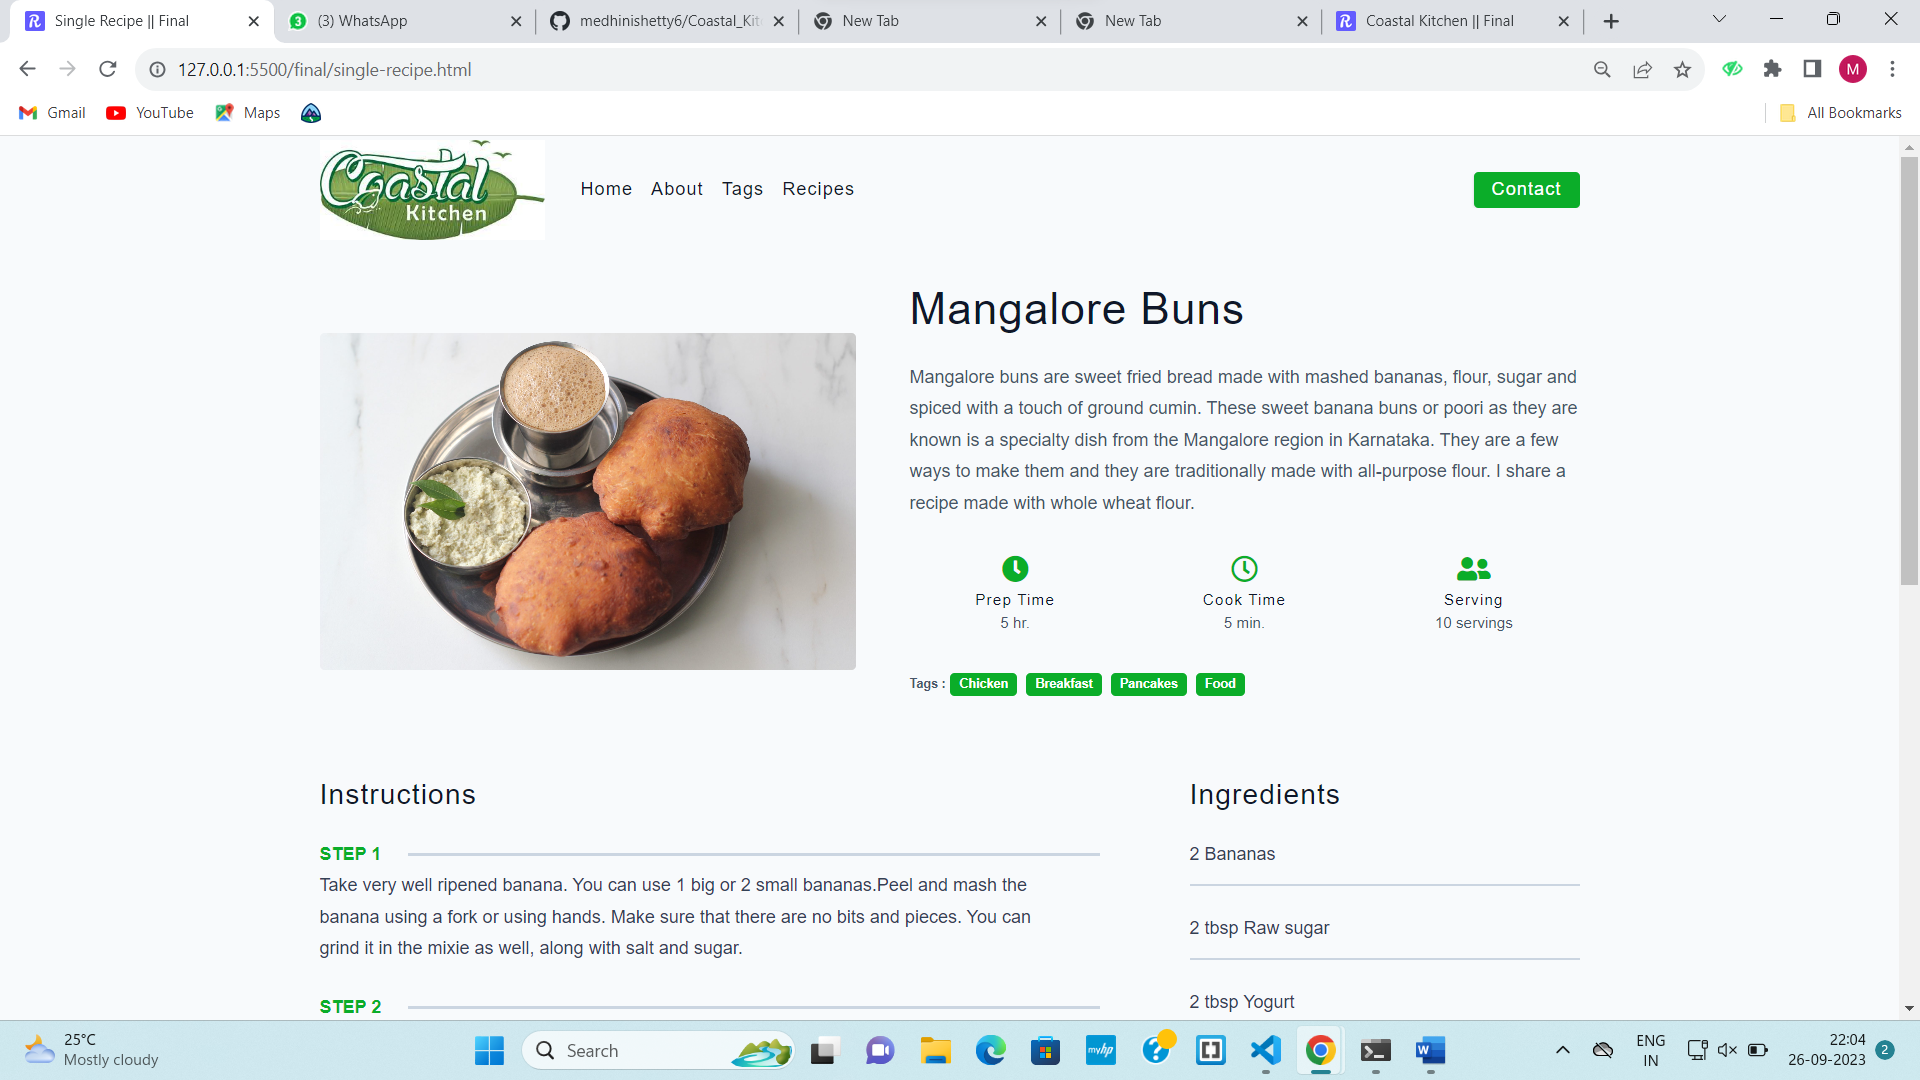 Single Recipe || Final
(3) WhatsApp
medhinishetty6/Coastal_Kit
New Tab
New Tab
Coastal Kitchen || Final
127.0.0.1:5500/final/single-recipe.html
M
Gmail
YouTube
Maps
All Bookmarks
Coastal
Kitchen
Home
About
Tags
Recipes
Contact
Mangalore Buns
Mangalore buns are sweet fried bread made with mashed bananas, flour, sugar and
spiced with a touch of ground cumin. These sweet banana buns or poori as they are
known is a specialty dish from the Mangalore region in Karnataka. They are a few
ways to make them and they are traditionally made with all-purpose flour. I share a
recipe made with whole wheat flour.
Prep Time
5 hr.
Cook Time
5 min.
Serving
10 servings
Tags : Chicken Breakfast Pancakes Food
Instructions
STEP 1
Take very well ripened banana. You can use 1 big or 2 small bananas.Peel and mash the
banana using a fork or using hands. Make sure that there are no bits and pieces. You can
grind it in the mixie as well, along with salt and sugar.
STEP 2
Ingredients
2 Bananas
2 tbsp Raw sugar
2 tbsp Yogurt
25°C
Mostly cloudy
Search
myhp
ENG
IN
22:04
26-09-2023
2